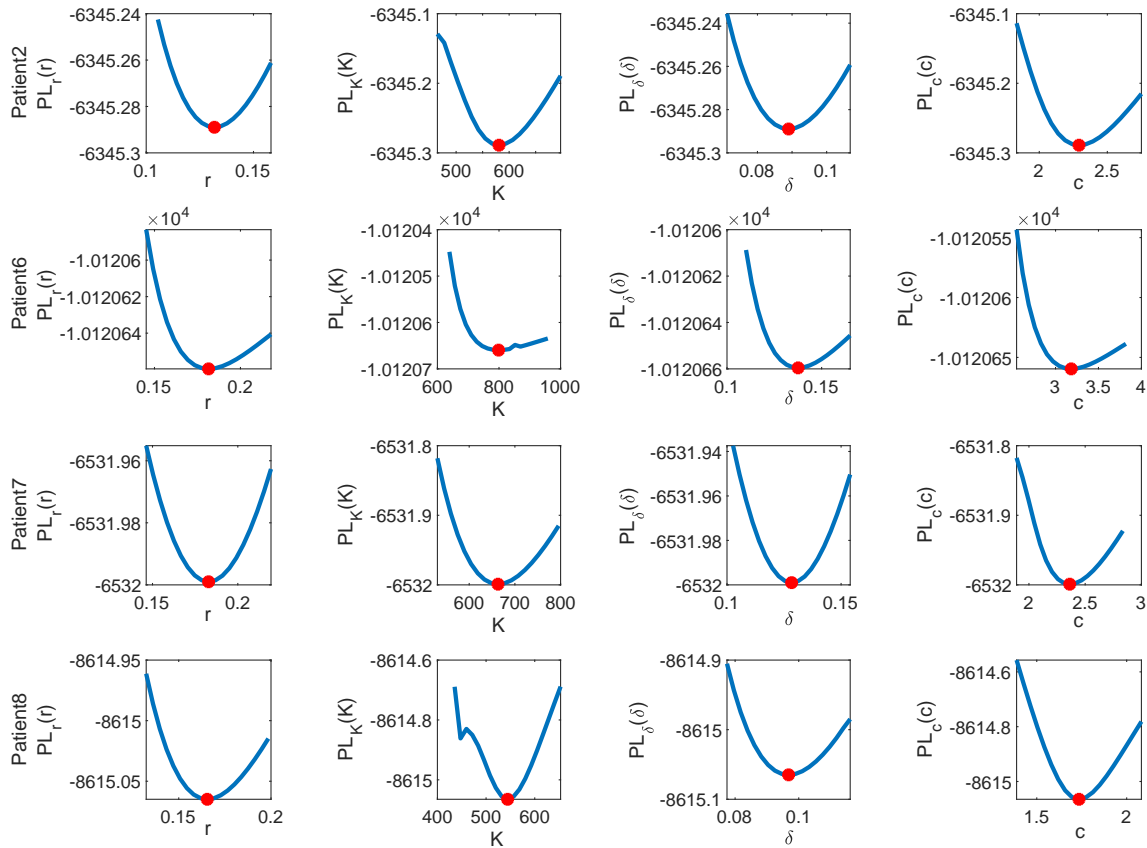 Patient2
PL_r(r)
-6345.24
-6345.26
-6345.28
-6345.3
0.1
0.15
r
PL_K(K)
-6345.1
-6345.2
-6345.3
500
600
K
PL_δ(δ)
-6345.24
-6345.26
-6345.28
-6345.3
0.08
0.1
δ
PL_c(c)
-6345.1
-6345.2
-6345.3
2
2.5
c
Patient6
PL_r(r)
×10^4
-1.01206
-1.012062
-1.012064
0.15
0.2
r
PL_K(K)
×10^4
-1.01204
-1.01205
-1.01206
-1.01207
600
800
1000
K
PL_δ(δ)
×10^4
-1.01206
-1.012062
-1.012064
-1.012066
0.1
0.15
δ
PL_c(c)
×10^4
-1.012055
-1.01206
-1.012065
3
3.5
4
c
Patient7
PL_r(r)
-6531.96
-6531.98
-6532
0.15
0.2
r
PL_K(K)
-6531.8
-6531.9
-6532
600
700
800
K
PL_δ(δ)
-6531.94
-6531.96
-6531.98
-6532
0.1
0.15
δ
PL_c(c)
-6531.8
-6531.9
-6532
2
2.5
3
c
Patient8
PL_r(r)
-8614.95
-8615
-8615.05
0.15
0.2
r
PL_K(K)
-8614.6
-8614.8
-8615
400
500
600
K
PL_δ(δ)
-8614.9
-8615
-8615.1
0.08
0.1
δ
PL_c(c)
-8614.6
-8614.8
-8615
1.5
2
c